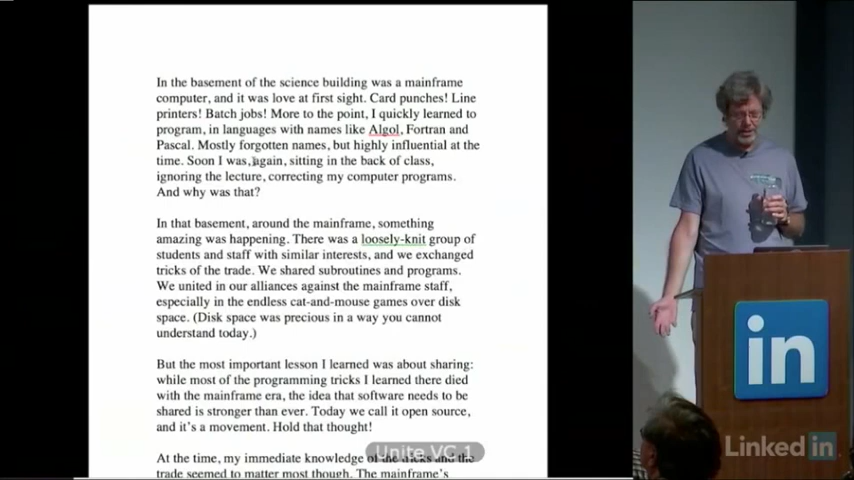 In the basement of the science building was a mainframe
computer, and it was love at first sight. Card punches! Line
printers! Batch jobs! More to the point, I quickly learned to
program, in languages with names like Algol, Fortran and
Pascal. Mostly forgotten names, but highly influential at the
time. Soon I was, again, sitting in the back of class,
ignoring the lecture, correcting my computer programs.
And why was that?
In that basement, around the mainframe, something
amazing was happening. There was a loosely-knit group of
students and staff with similar interests, and we exchanged
tricks of the trade. We shared subroutines and programs.
We united in our alliances against the mainframe staff,
especially in the endless cat-and-mouse games over disk
space. (Disk space was precious in a way you cannot
understand today.)
But the most important lesson I learned was about sharing:
while most of the programming tricks I learned there died
with the mainframe era, the idea that software needs to be
shared is stronger than ever. Today we call it open source,
and it's a movement. Hold that thought!
At the time, my immediate knowledge of the tricks and the
trade seemed to matter most though. The mainframe's
Unite VC 1
in
Linked in